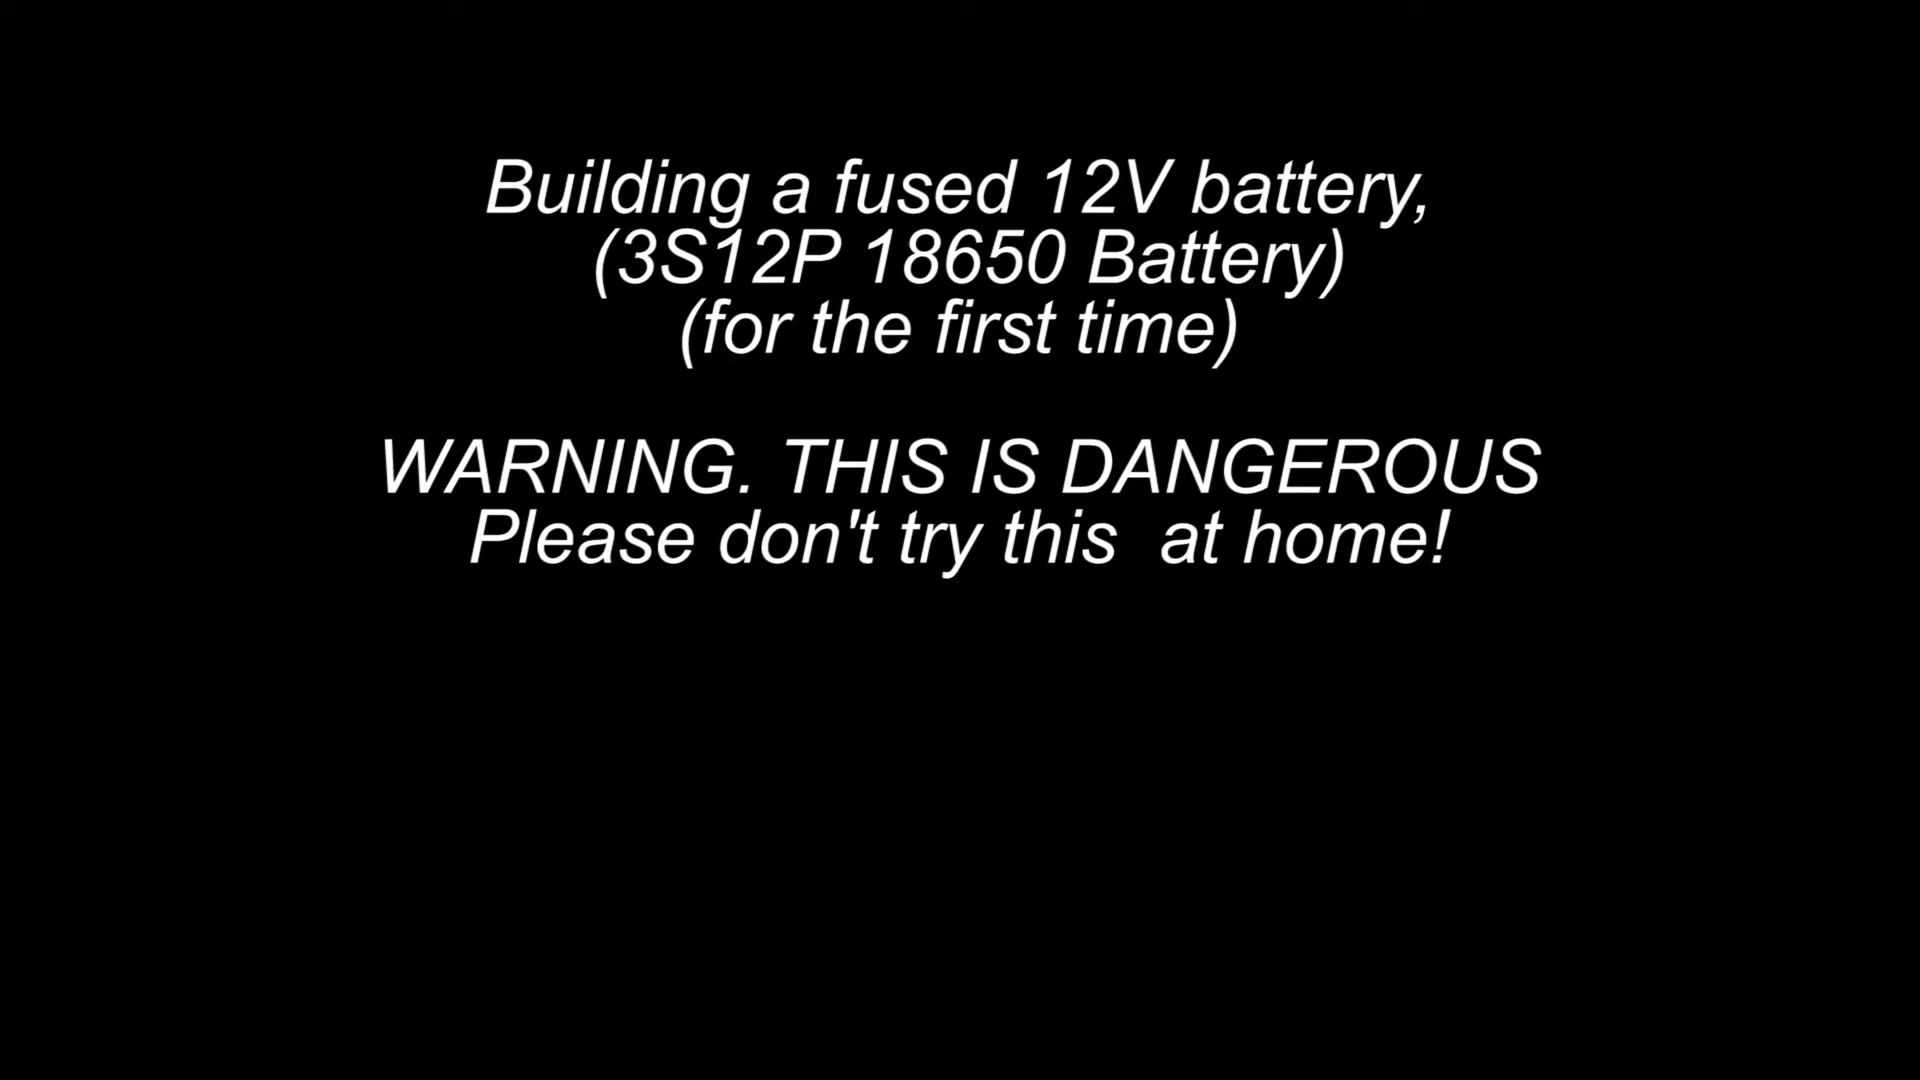 Building a fused 12V battery,
(3S12P 18650 Battery)
(for the first time)
WARNING. THIS IS DANGEROUS
Please don't try this  at home!